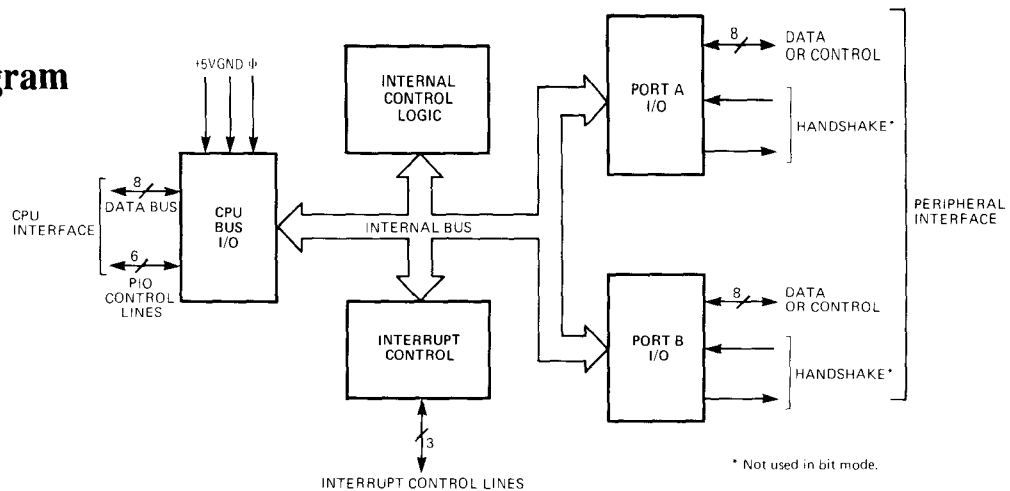 gram
+5V GND Φ
INTERNAL
CONTROL
LOGIC
PORT A
I/O
8
DATA
OR CONTROL
HANDSHAKE*
CPU
INTERFACE
8
DATA BUS
6
PIO
CONTROL
LINES
CPU
BUS
I/O
INTERNAL BUS
PERIPHERAL
INTERFACE
INTERRUPT
CONTROL
PORT B
I/O
8
DATA
OR CONTROL
HANDSHAKE*
3
INTERRUPT CONTROL LINES
* Not used in bit mode.